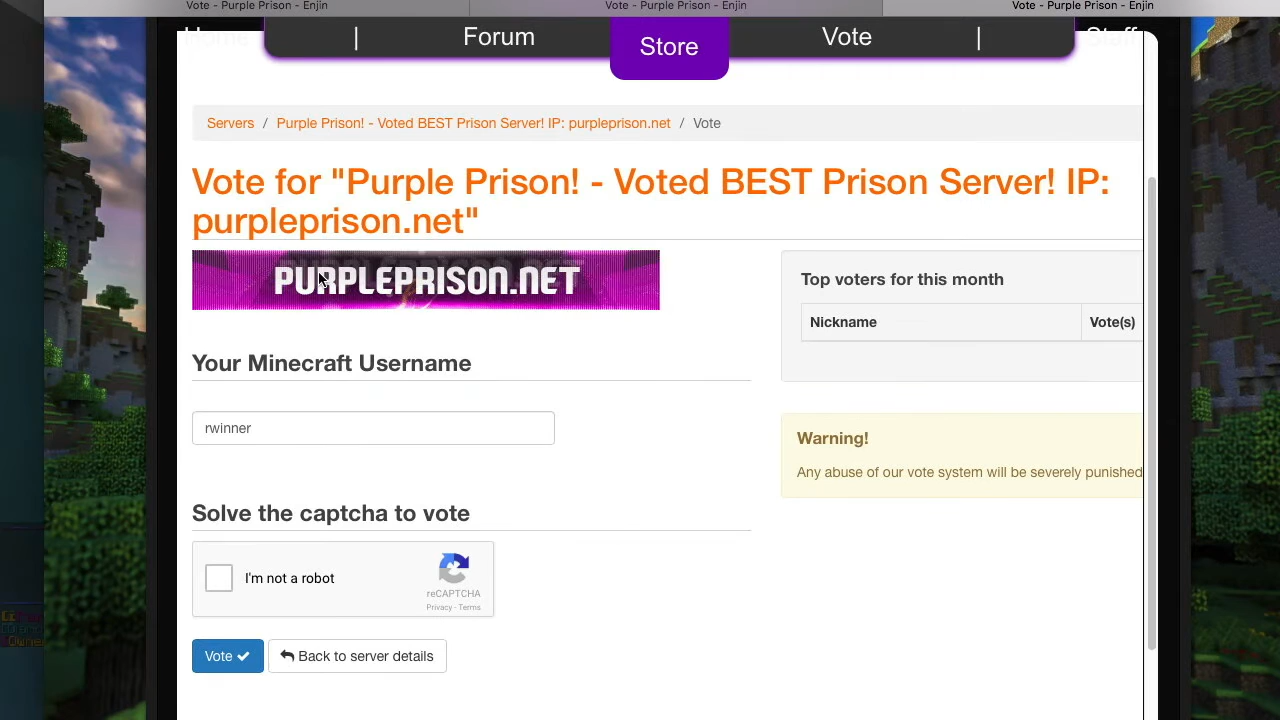 Vote - Purple Prison - Enjin
Vote - Purple Prison - Enjin
Vote - Purple Prison - Enjin
Home
|
Forum
Store
Vote
|
Staff
Servers / Purple Prison! - Voted BEST Prison Server! IP: purpleprison.net / Vote
Vote for "Purple Prison! - Voted BEST Prison Server! IP:
purpleprison.net"
PURPLEPRISON.NET
Top voters for this month
Nickname
Vote(s)
Your Minecraft Username
rwinner
Warning!
Any abuse of our vote system will be severely punished
Solve the captcha to vote
I'm not a robot
reCAPTCHA
Privacy - Terms
Vote
Back to server details
Owner